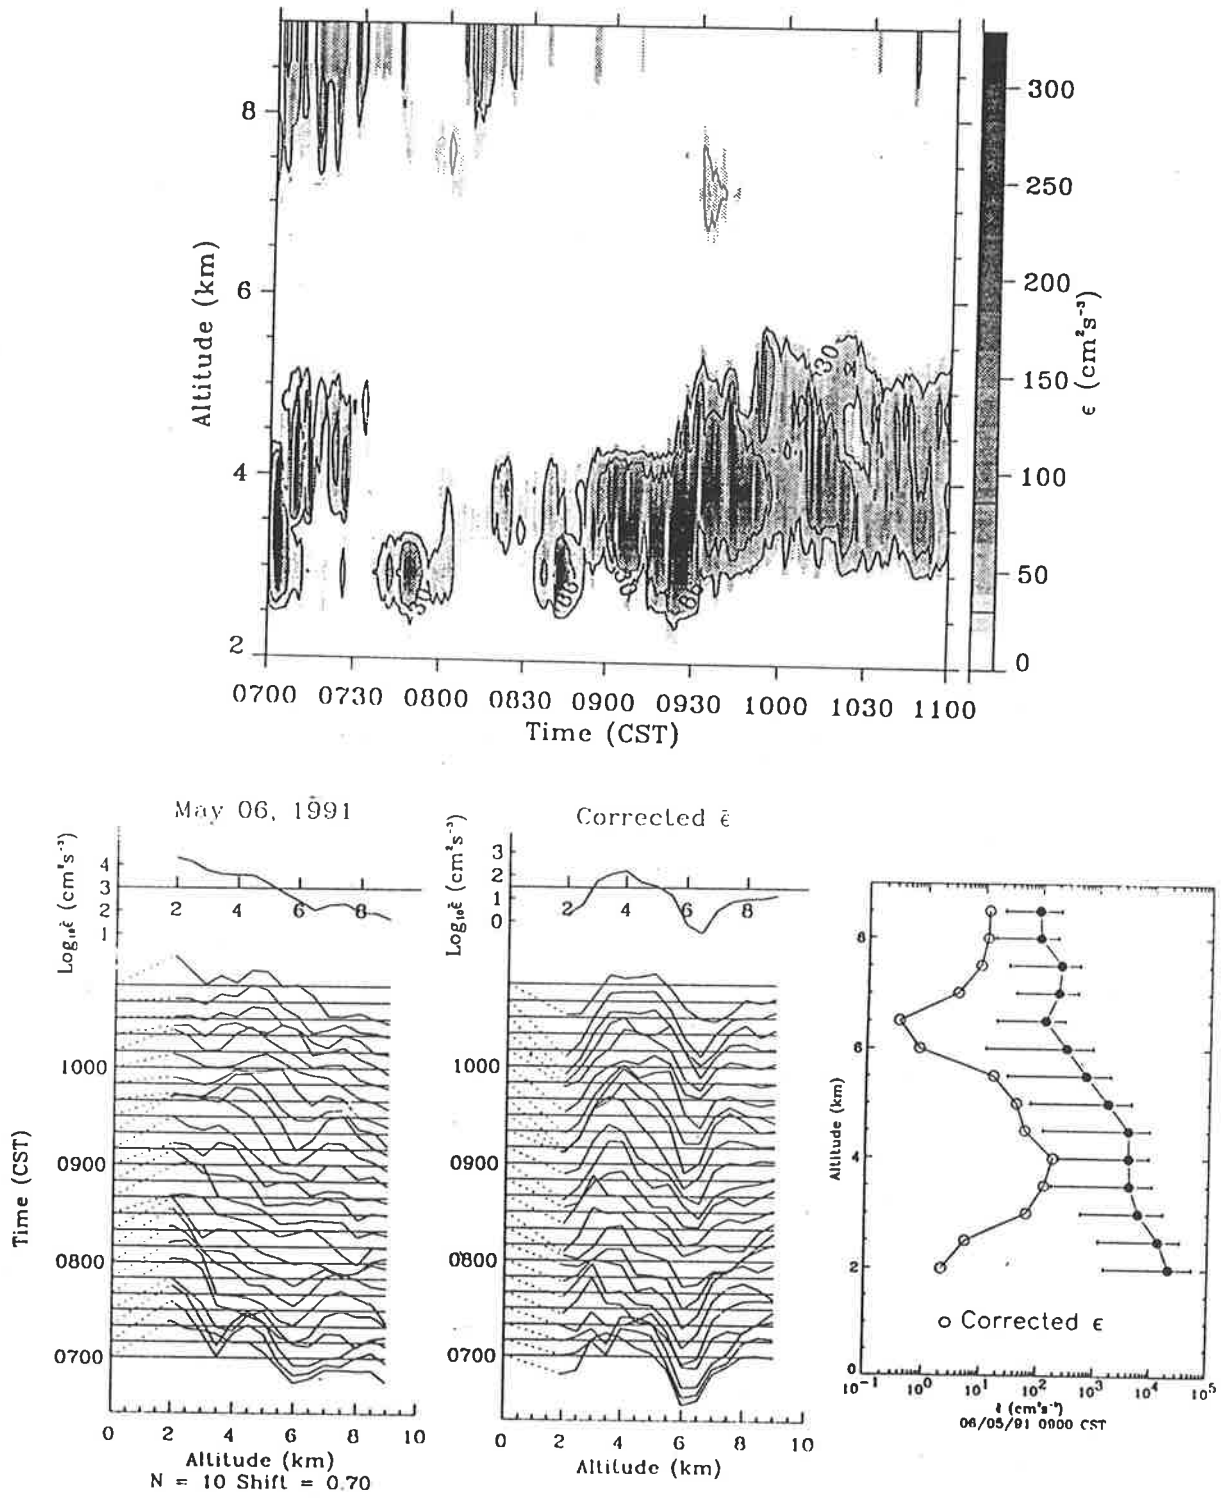 8
6
4
2
Altitude (km)
0700 0730 0800 0830 0900 0930 1000 1030 1100
Time (CST)
30
300
250
200
150
100
50
0
ϵ (cm²s⁻³)
May 06, 1991
Log₁₀ε̄ (cm²s⁻³)
4
3
2
1
2 4 6 8
1000
0900
0800
0700
Time (CST)
0 2 4 6 8 10
Altitude (km)
N = 10 Shift = 0.70
Corrected ε̄
Log₁₀ε̄ (cm²s⁻³)
3
2
1
0
2 4 6 8
1000
0900
0800
0700
0 2 4 6 8 10
Altitude (km)
8
6
4
2
0
Altitude (km)
o Corrected ϵ
10⁻¹ 10⁰ 10¹ 10² 10³ 10⁴ 10⁵
ε̄ (cm²s⁻³)
06/05/91 0900 CST